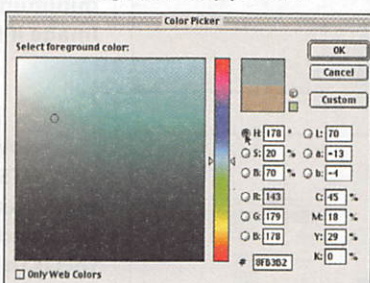 Color Picker
Select foreground color:
OK
Cancel
Custom
H: 178 °
L: 70
S: 20 %
a: -13
B: 70 %
b: -4
R: 143
C: 45 %
G: 179
M: 18 %
B: 178
Y: 29 %
# 8FB3B2
K: 0 %
Only Web Colors